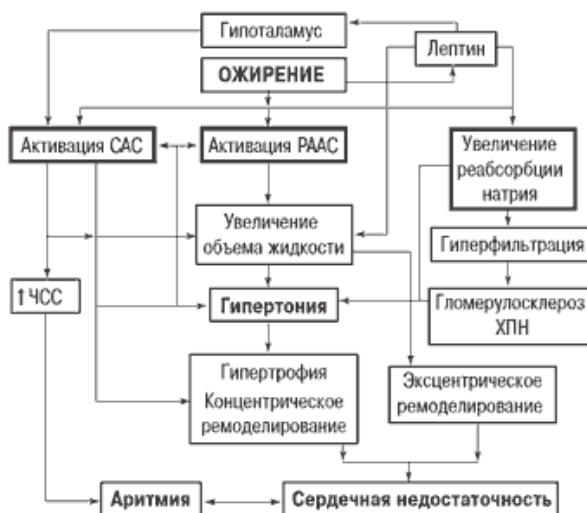 Гипоталамус
Лептин
ОЖИРЕНИЕ
Активация САС
Активация РААС
Увеличение
реабсорбции
натрия
Увеличение
объема жидкости
Гиперфильтрация
↑ЧСС
Гипертония
Гломерулосклероз
ХПН
Гипертрофия
Концентрическое
ремоделирование
Эксцентрическое
ремоделирование
Аритмия
Сердечная недостаточность